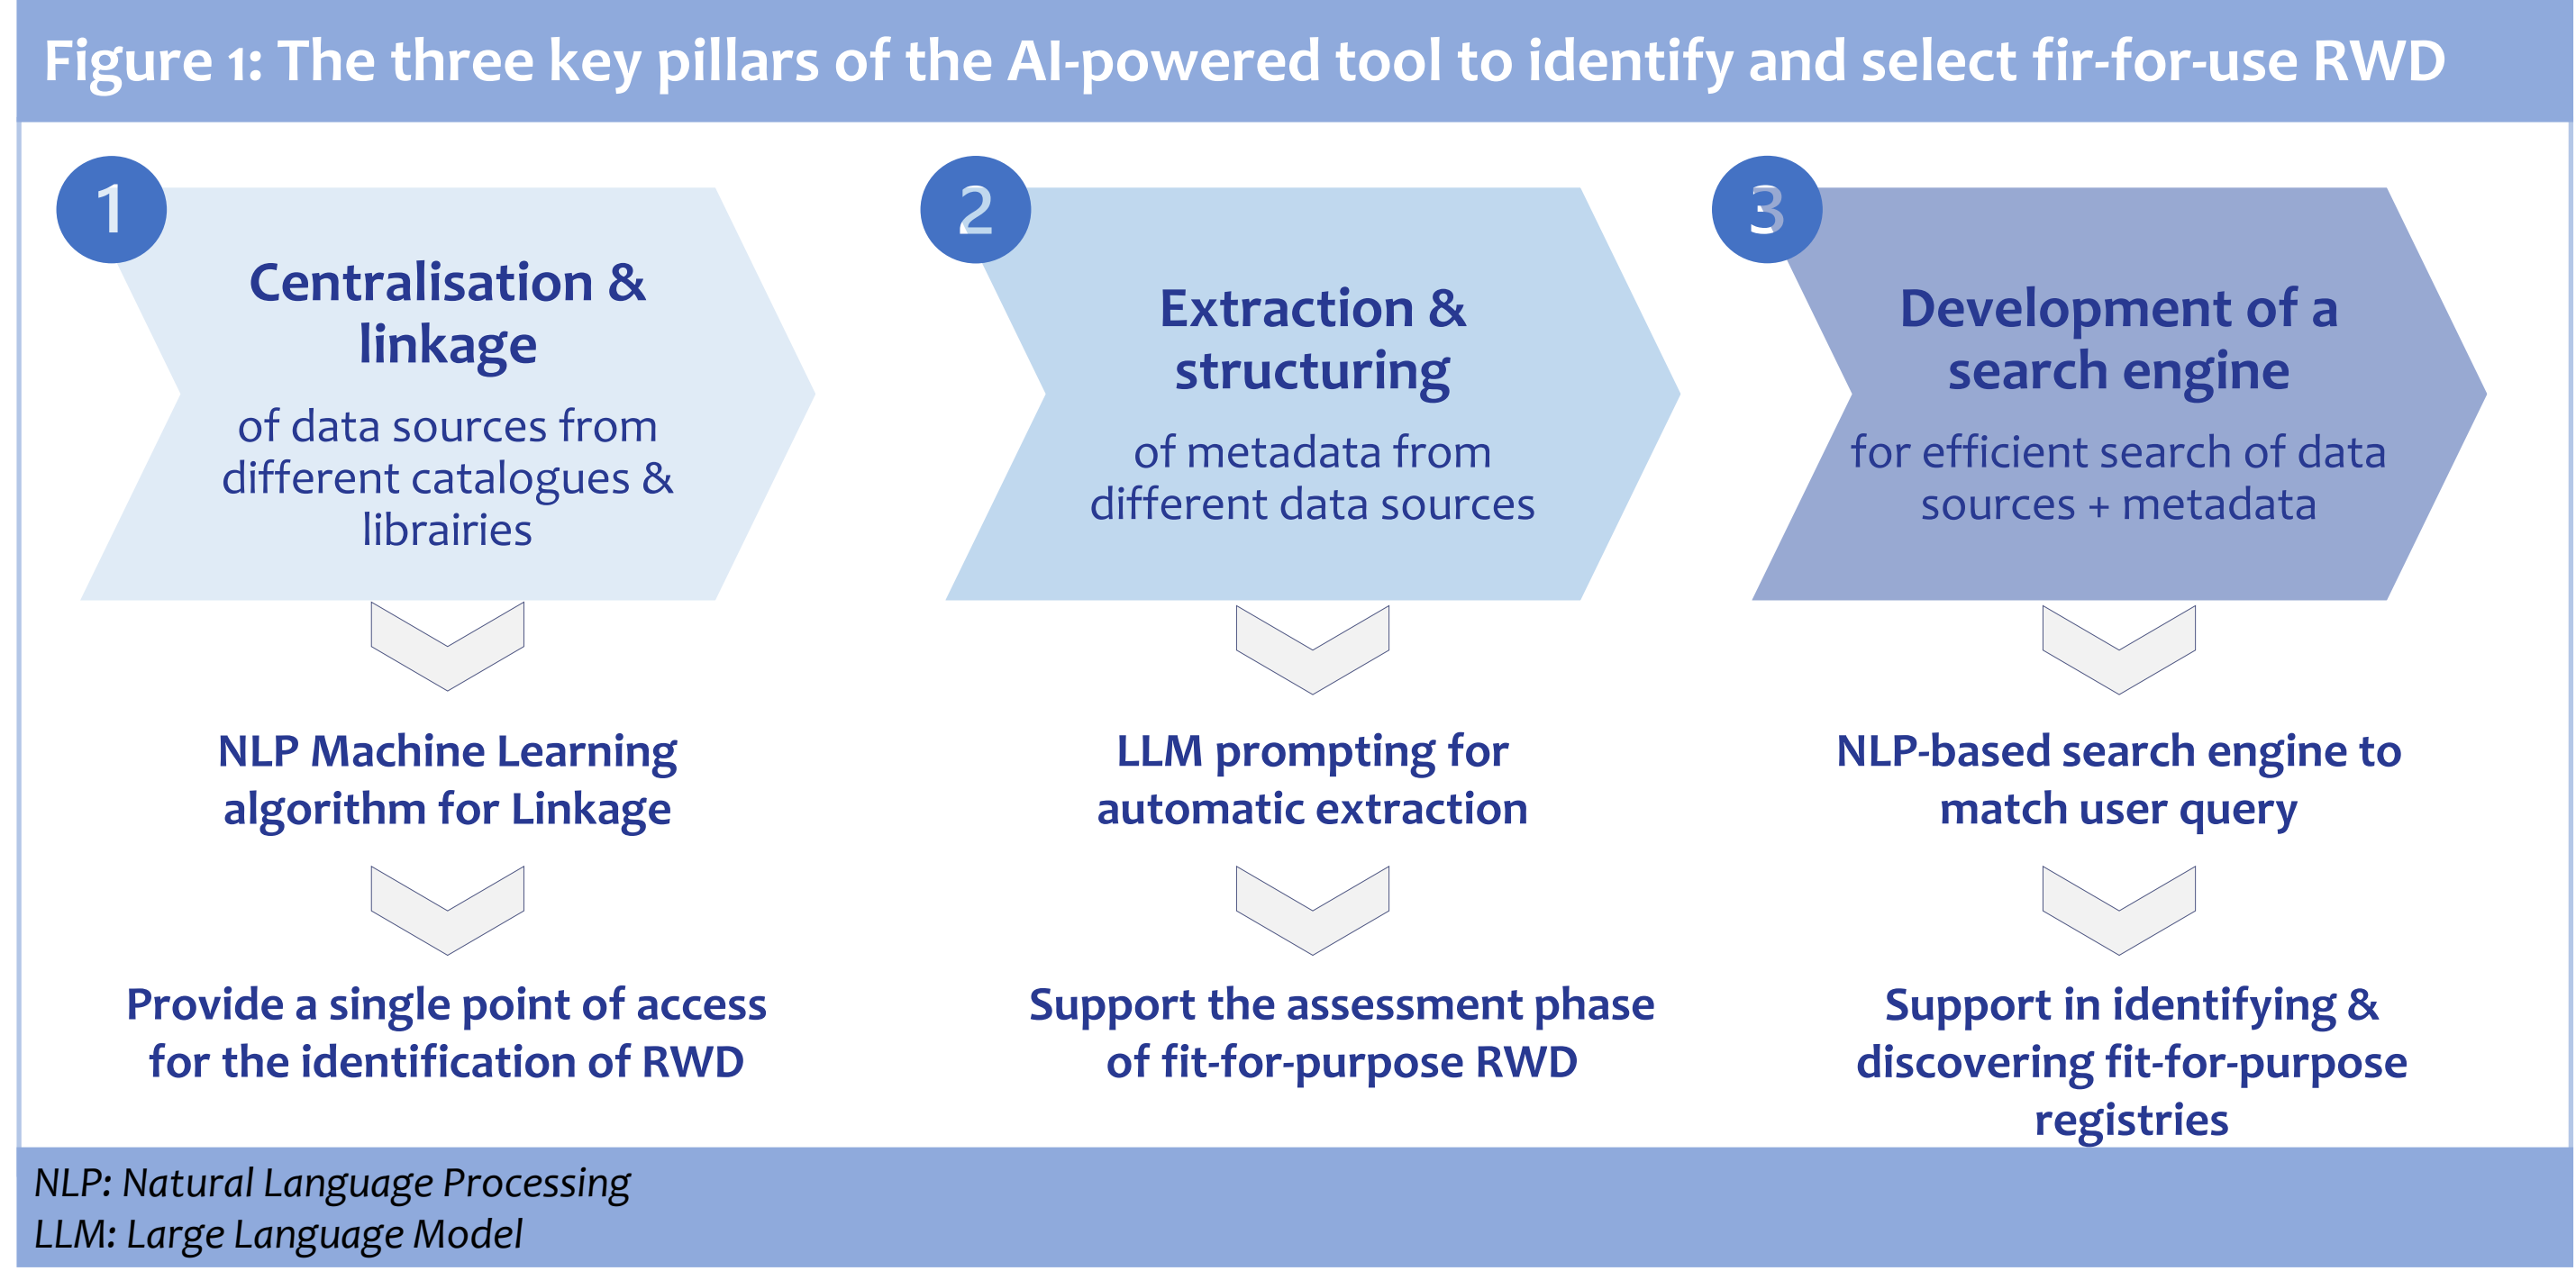 Figure 1: The three key pillars of the AI-powered tool to identify and select fir-for-use RWD
1
Centralisation &
linkage
of data sources from
different catalogues &
librairies
NLP Machine Learning
algorithm for Linkage
Provide a single point of access
for the identification of RWD
2
Extraction &
structuring
of metadata from
different data sources
LLM prompting for
automatic extraction
Support the assessment phase
of fit-for-purpose RWD
3
Development of a
search engine
for efficient search of data
sources + metadata
NLP-based search engine to
match user query
Support in identifying &
discovering fit-for-purpose
registries
NLP: Natural Language Processing
LLM: Large Language Model